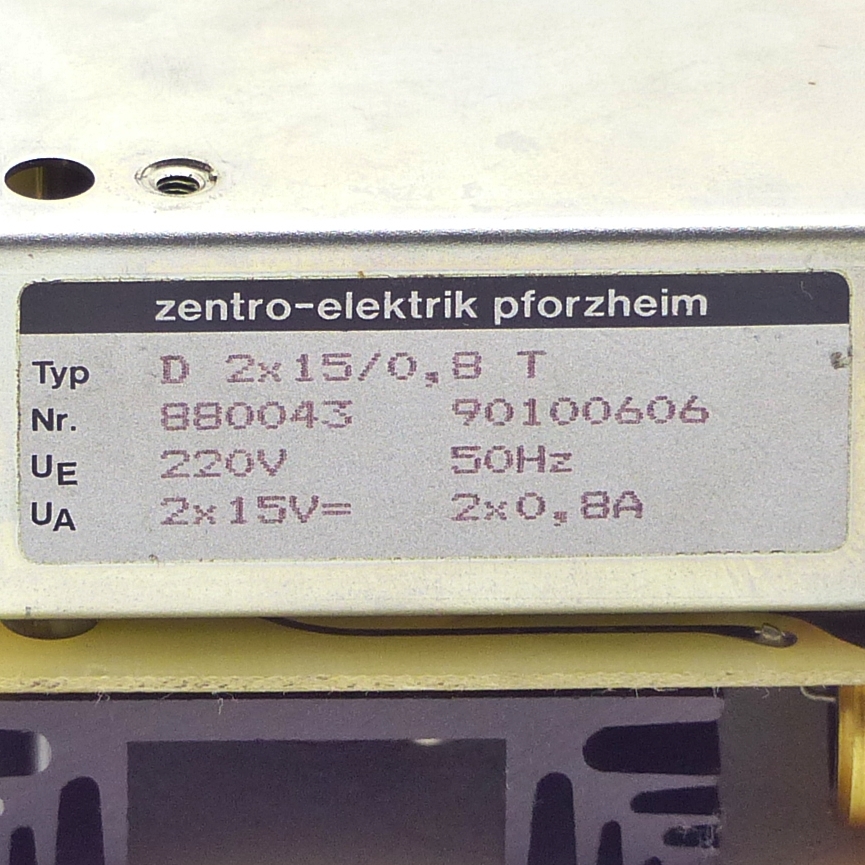 zentro-elektrik pforzheim
Typ D 2x15/0,8 T
Nr. 880043 90100606
UE 220V 50Hz
UA 2x15V= 2x0,8A